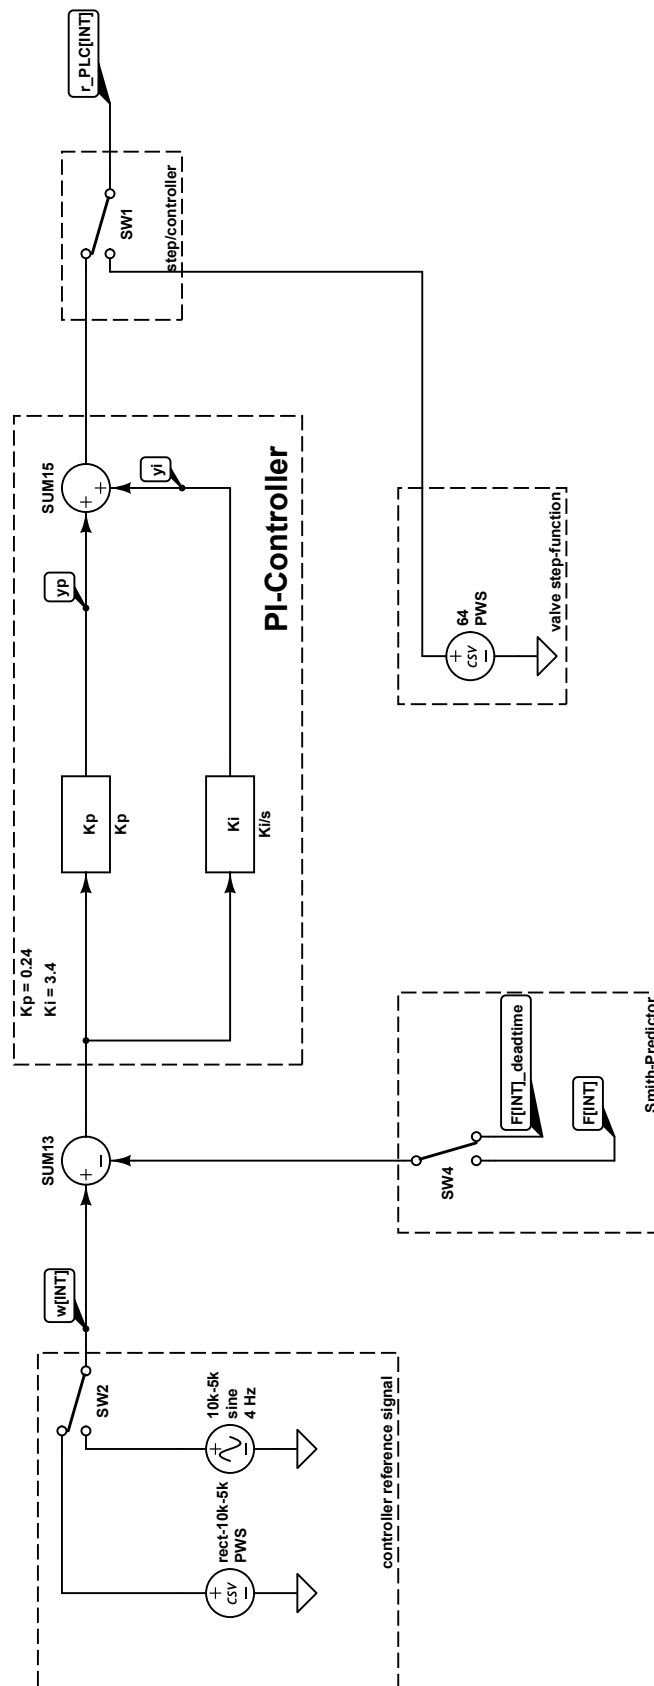 r_PLC[INT]
step/controller
SW1
SUM15
+
+
yi
yp
PI-Controller
64
PWS
+
CSV
−
valve step-function
Kp
Kp
Ki
Ki/s
Kp = 0.24
Ki = 3.4
SUM13
+
−
F[INT]_deadtime
F[INT]
SW4
Smith-Predictor
w[INT]
SW2
10k-5k
sine
4 Hz
+
−
rect-10k-5k
PWS
+
CSV
−
controller reference signal